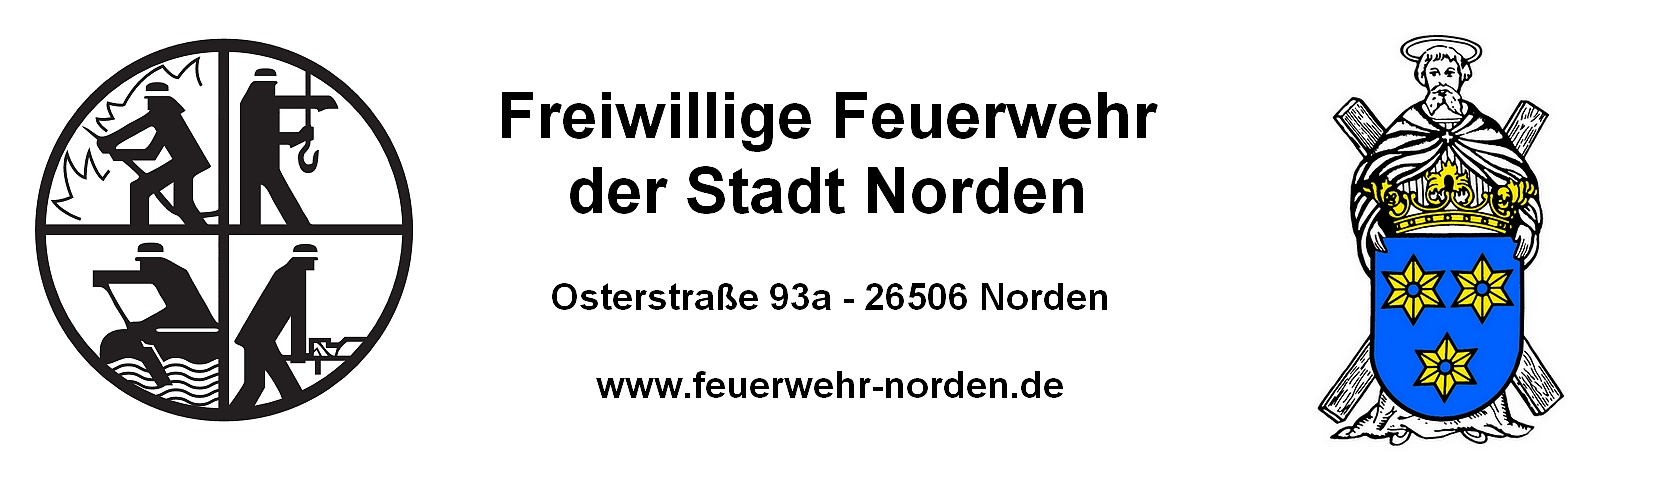 Freiwillige Feuerwehr
der Stadt Norden
Osterstraße 93a - 26506 Norden
www.feuerwehr-norden.de